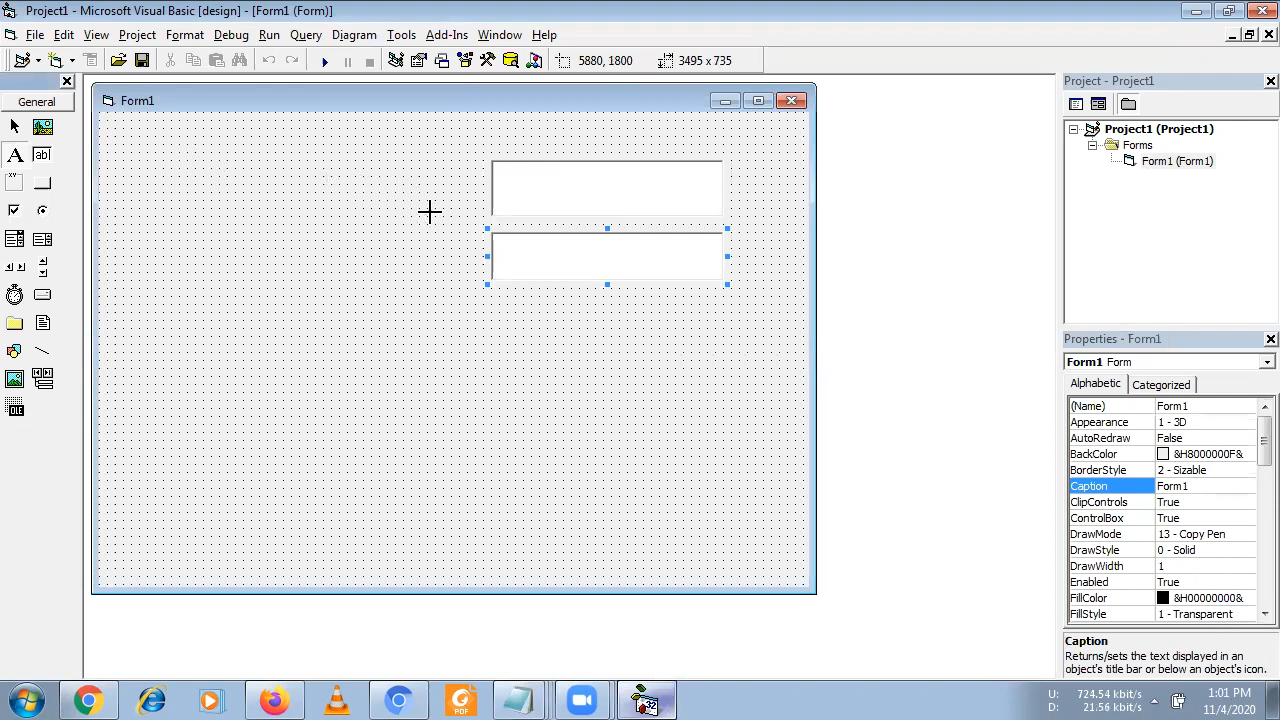 Project1 - Microsoft Visual Basic [design] - [Form1 (Form)]
File Edit View Project Format Debug Run Query Diagram Tools Add-Ins Window Help
5880, 1800 3495 x 735
General
A ab|
OLE
Form1
Project - Project1
Project1 (Project1)
Forms
Form1 (Form1)
Properties - Form1
Form1 Form
Alphabetic Categorized
(Name) Form1
Appearance 1 - 3D
AutoRedraw False
BackColor &H8000000F&
BorderStyle 2 - Sizable
Caption Form1
ClipControls True
ControlBox True
DrawMode 13 - Copy Pen
DrawStyle 0 - Solid
DrawWidth 1
Enabled True
FillColor &H00000000&
FillStyle 1 - Transparent
Caption
Returns/sets the text displayed in an
object's title bar or below an object's icon.
PDF
32
U: 724.54 kbit/s
D: 21.56 kbit/s
1:01 PM
11/4/2020